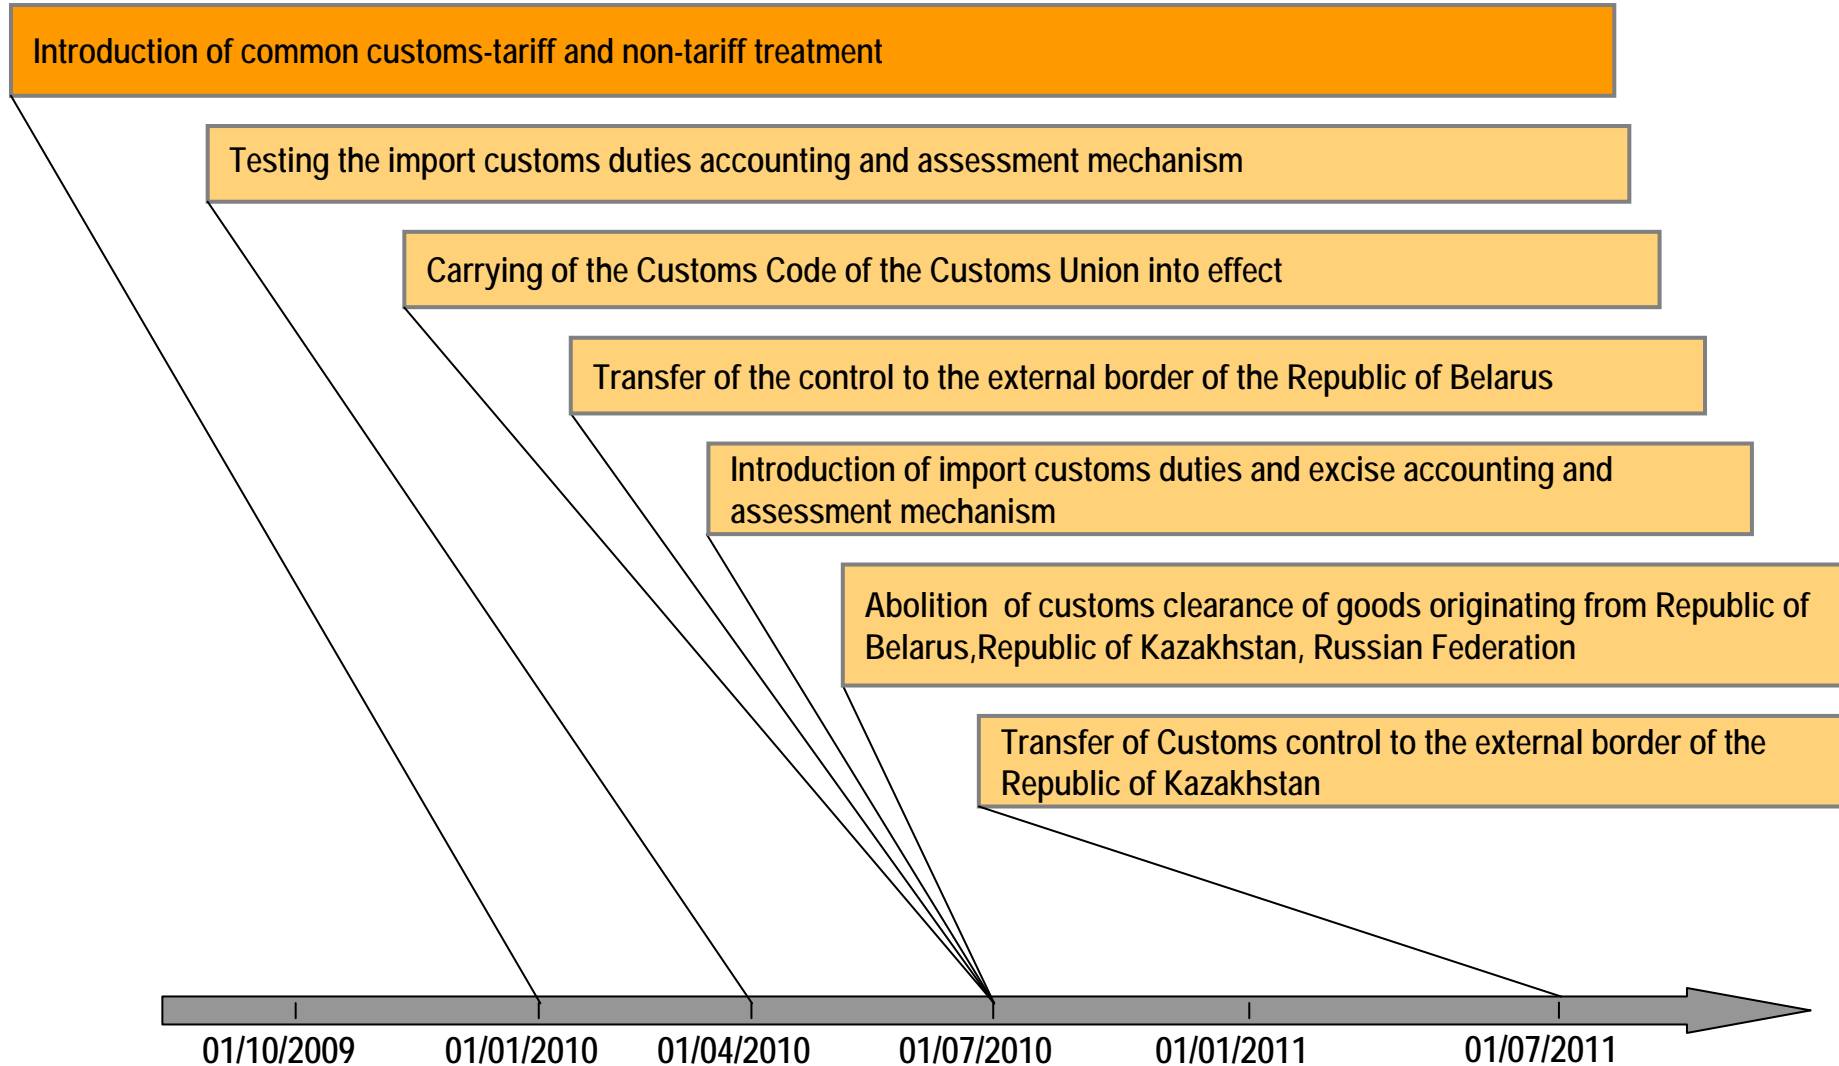 Introduction of common customs-tariff and non-tariff treatment
Testing the import customs duties accounting and assessment mechanism
Carrying of the Customs Code of the Customs Union into effect
Transfer of the control to the external border of the Republic of Belarus
Introduction of import customs duties and excise accounting and
assessment mechanism
Abolition  of customs clearance of goods originating from Republic of
Belarus,Republic of Kazakhstan, Russian Federation
Transfer of Customs control to the external border of the
Republic of Kazakhstan
01/10/2009 01/01/2010 01/04/2010 01/07/2010 01/01/2011 01/07/2011